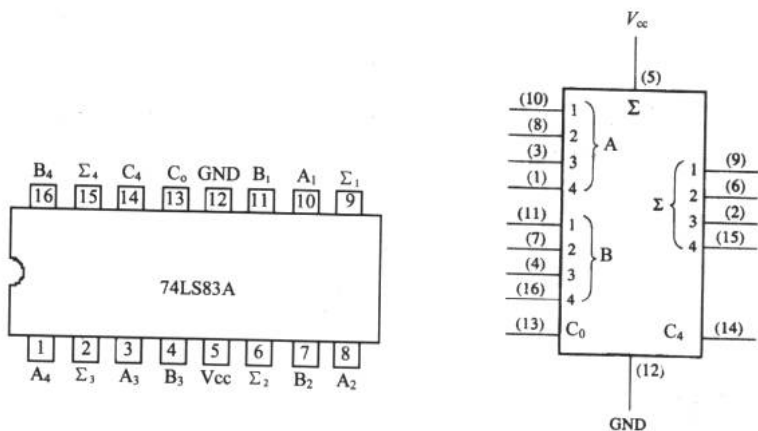 B₄ Σ₄ C₄ C₀ GND B₁ A₁ Σ₁
16 15 14 13 12 11 10 9
74LS83A
1 2 3 4 5 6 7 8
A₄ Σ₃ A₃ B₃ Vcc Σ₂ B₂ A₂
Vcc
(5)
Σ
(10) 1
(8) 2
A
(3) 3
(1) 4
(11) 1
(7) 2
B
(4) 3
(16) 4
(13) C₀
1 (9)
2 (6)
Σ
3 (2)
4 (15)
C₄ (14)
(12)
GND